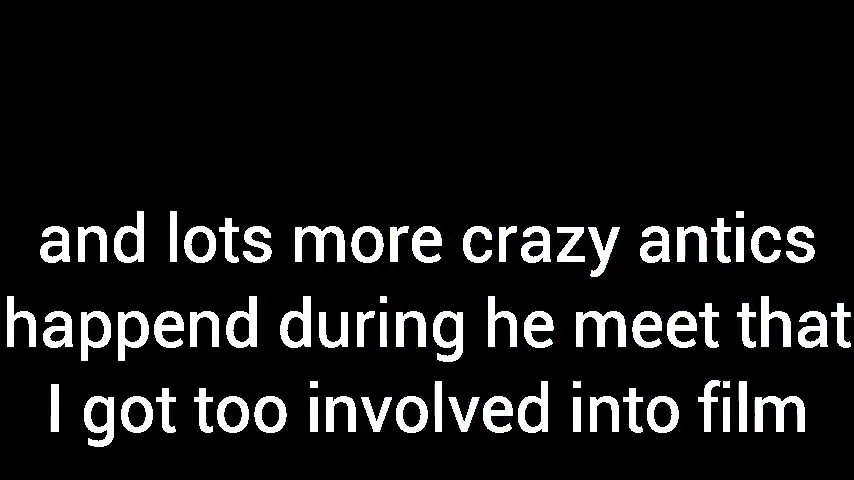 and lots more crazy antics
happend during he meet that
I got too involved into film